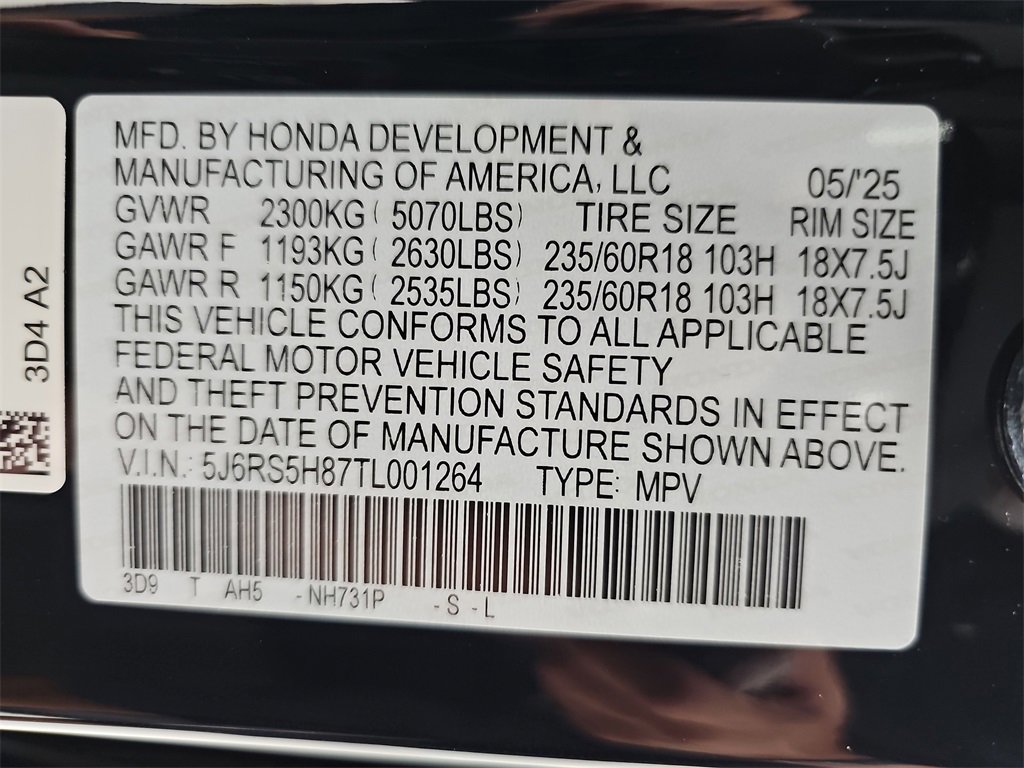 MFD. BY HONDA DEVELOPMENT &
MANUFACTURING OF AMERICA, LLC 05/'25
GVWR 2300KG ( 5070LBS) TIRE SIZE RIM SIZE
GAWR F 1193KG ( 2630LBS) 235/60R18 103H 18X7.5J
GAWR R 1150KG ( 2535LBS) 235/60R18 103H 18X7.5J
THIS VEHICLE CONFORMS TO ALL APPLICABLE
FEDERAL MOTOR VEHICLE SAFETY
AND THEFT PREVENTION STANDARDS IN EFFECT
ON THE DATE OF MANUFACTURE SHOWN ABOVE.
V.I.N.: 5J6RS5H87TL001264 TYPE: MPV
3D9 T AH5 -NH731P -S -L
3D4 A2